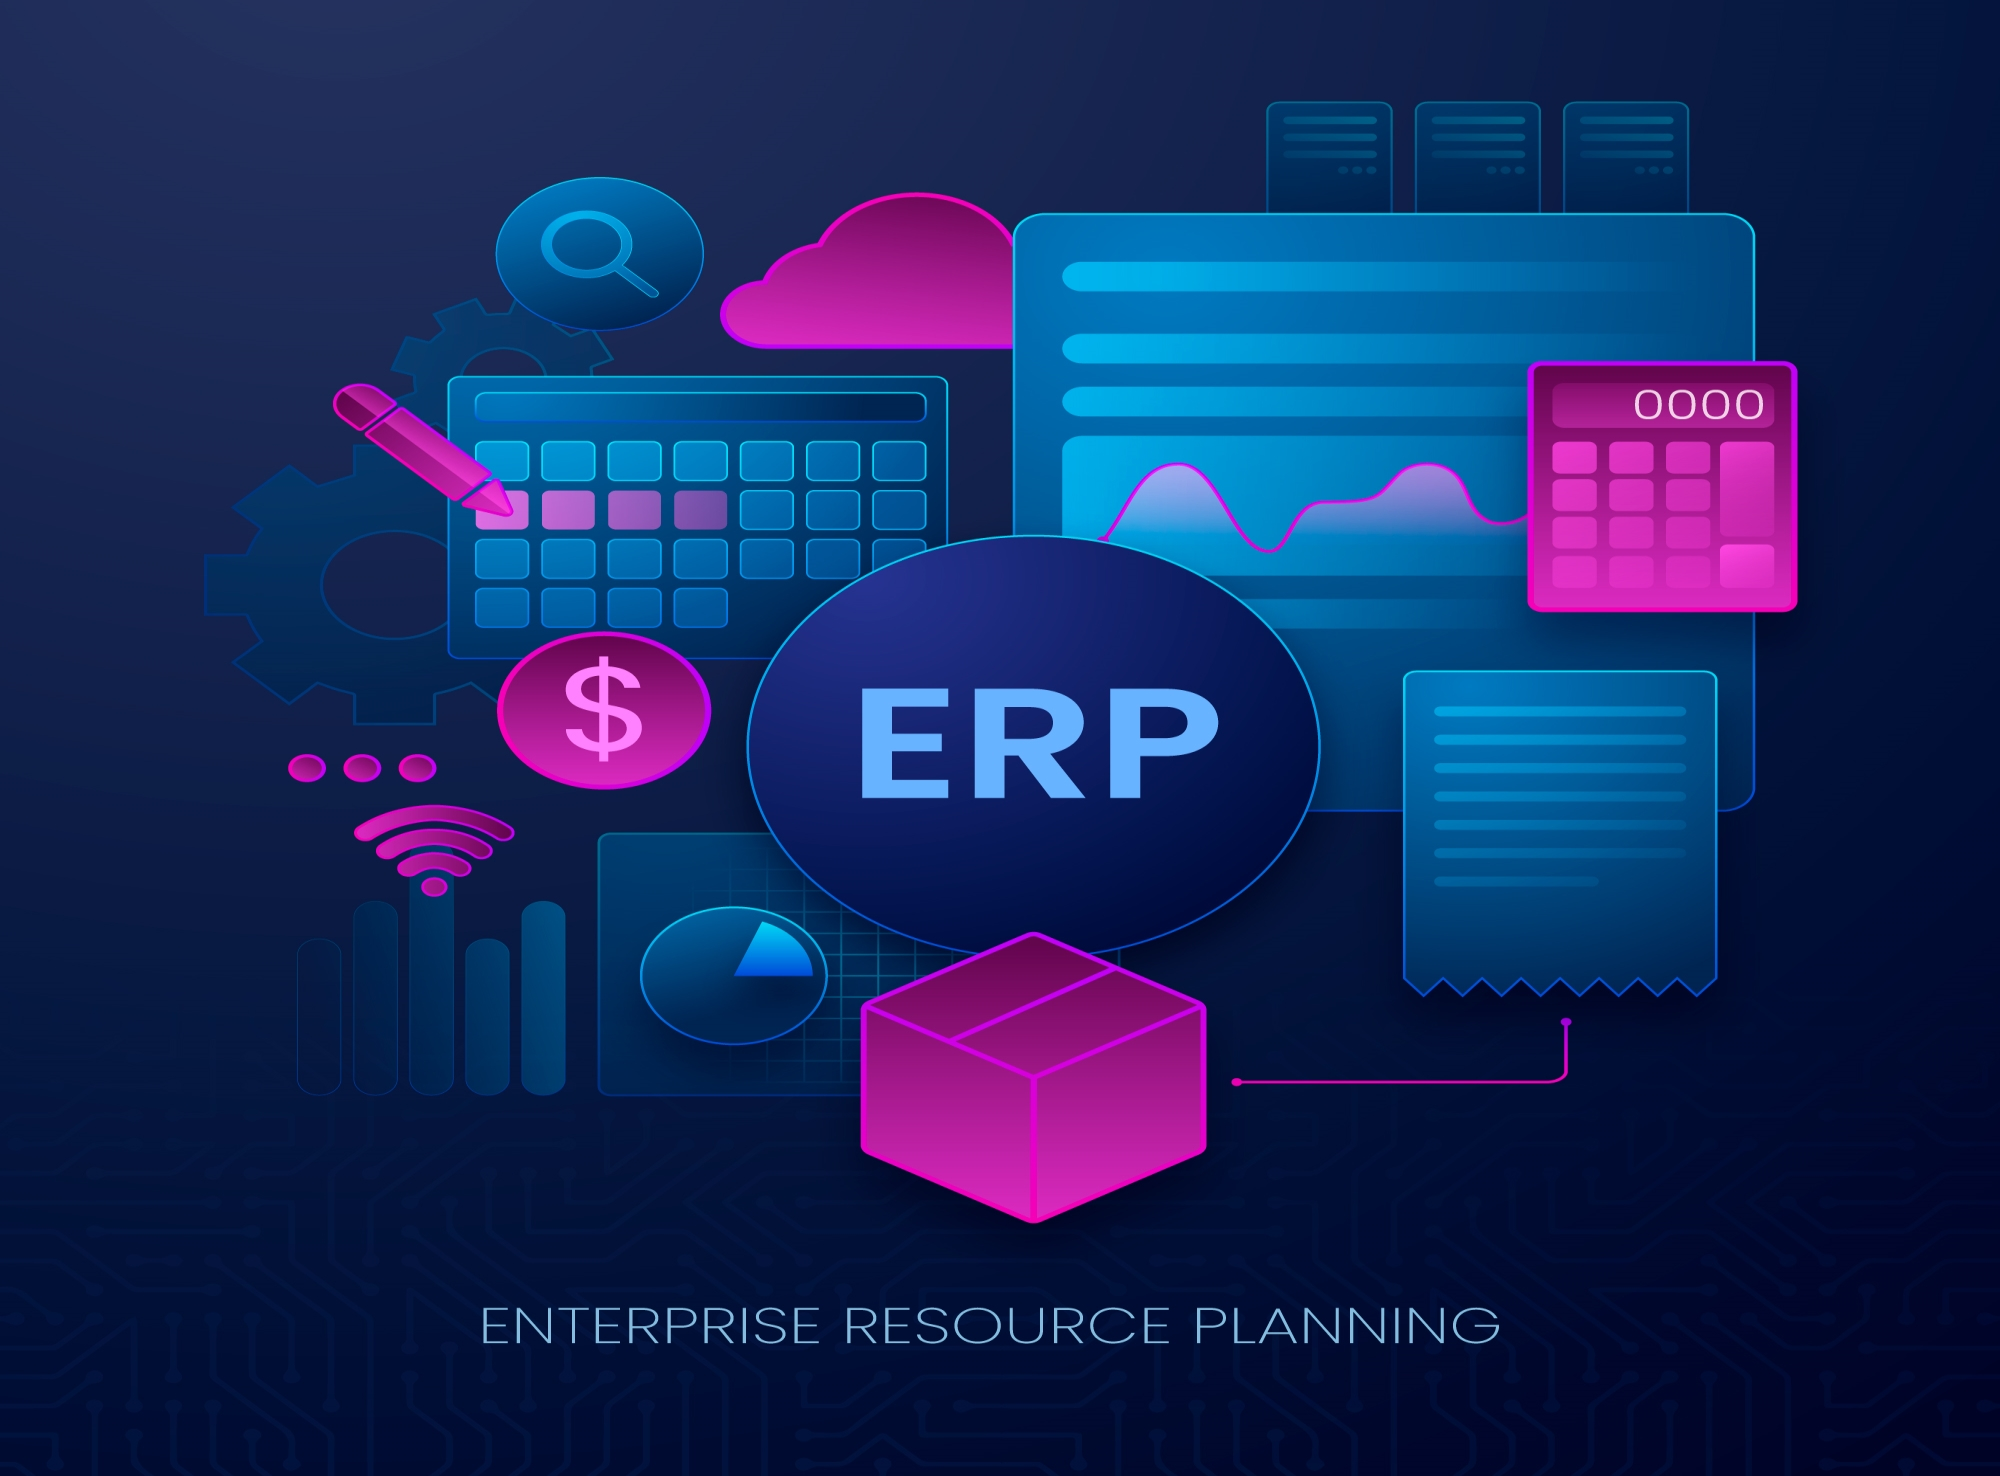 0000
$
ERP
ENTERPRISE RESOURCE PLANNING